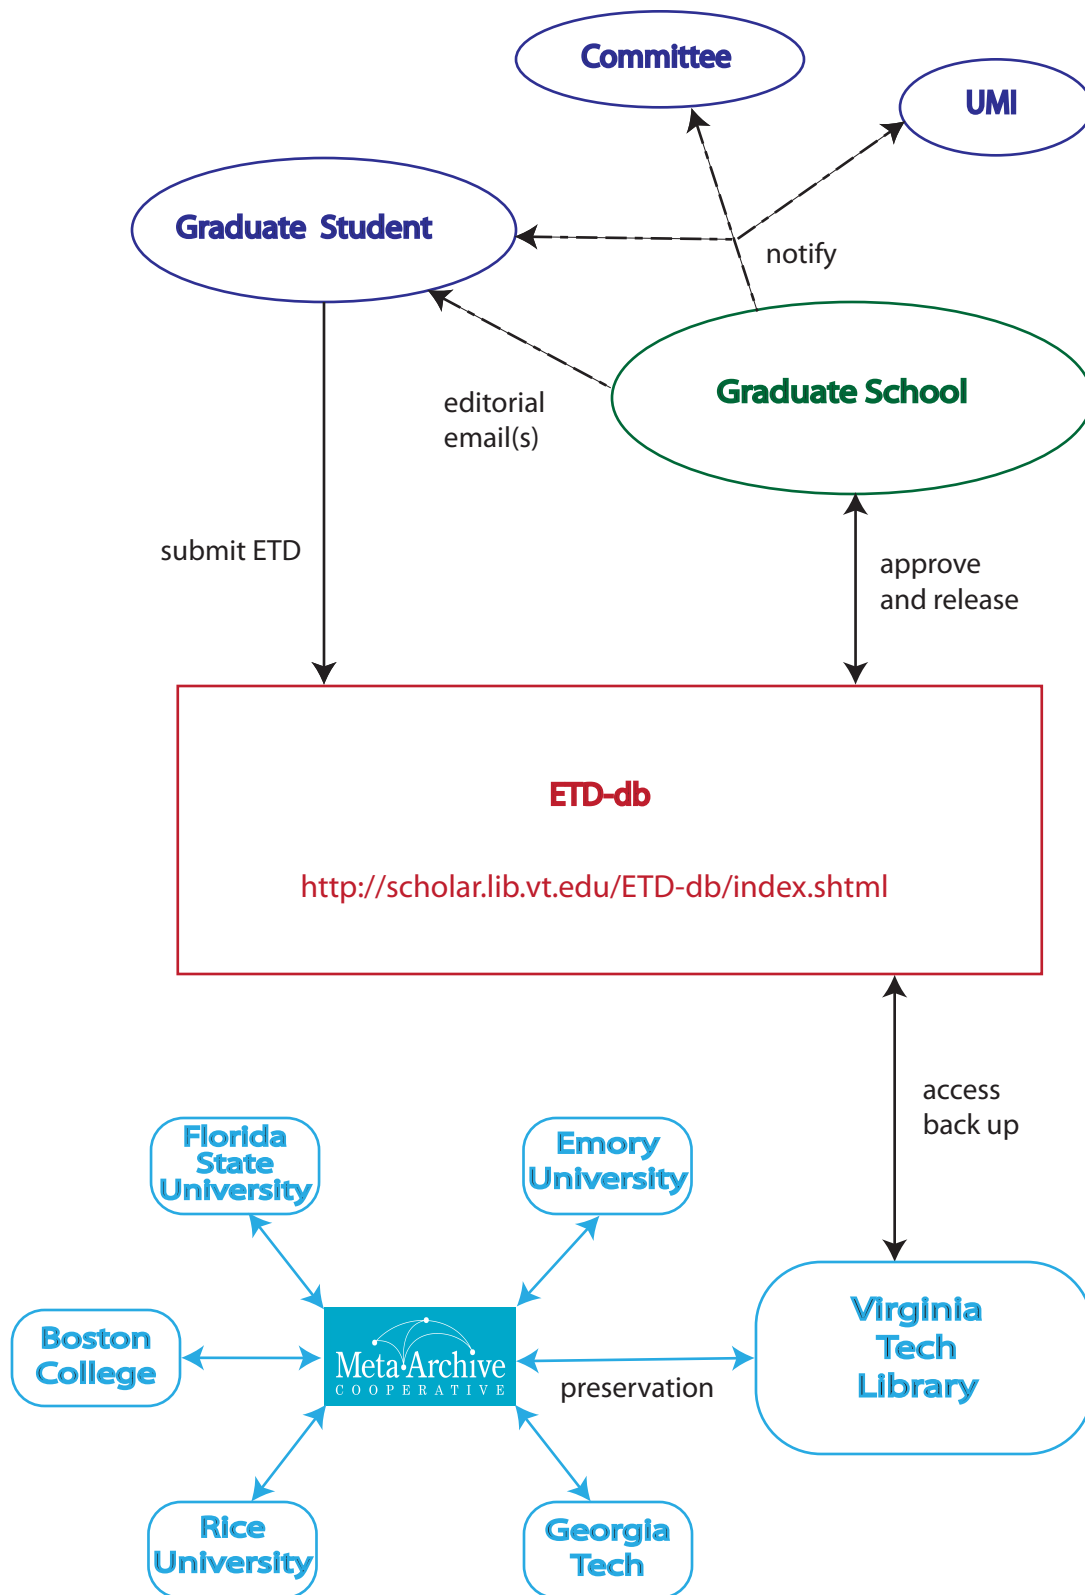 Committee
UMI
Graduate Student
notify
Graduate School
editorial
email(s)
submit ETD
approve
and release
ETD-db
http://scholar.lib.vt.edu/ETD-db/index.shtml
access
back up
Florida
State
University
Emory
University
Virginia
Tech
Library
Boston
College
Meta Archive
COOPERATIVE
preservation
Rice
University
Georgia
Tech